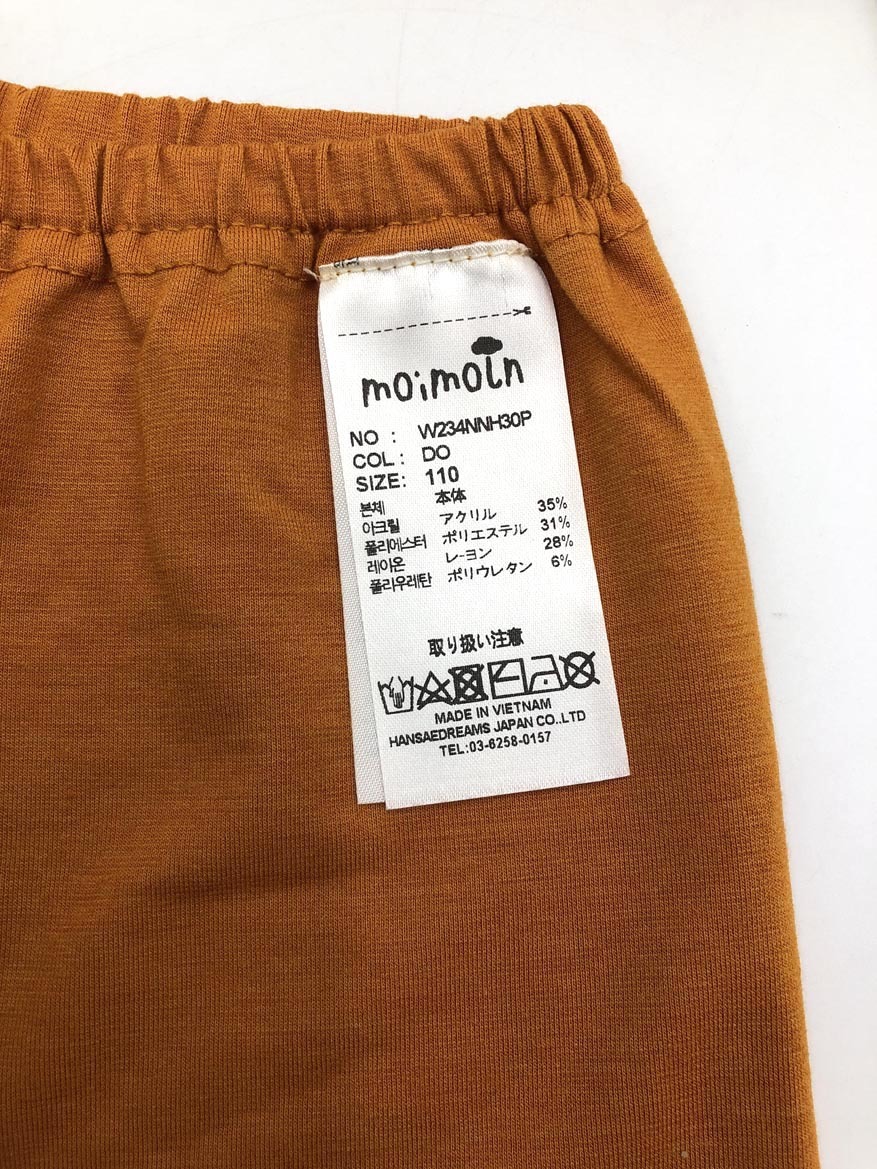 moimoln
NO : W234NNH30P
COL : DO
SIZE: 110
본체 本体
아크릴 アクリル 35%
폴리에스터 ポリエステル 31%
레이온 レーヨン 28%
폴리우레탄 ポリウレタン 6%
取り扱い注意
MADE IN VIETNAM
HANSAEDREAMS JAPAN CO.,LTD
TEL:03-6258-0157